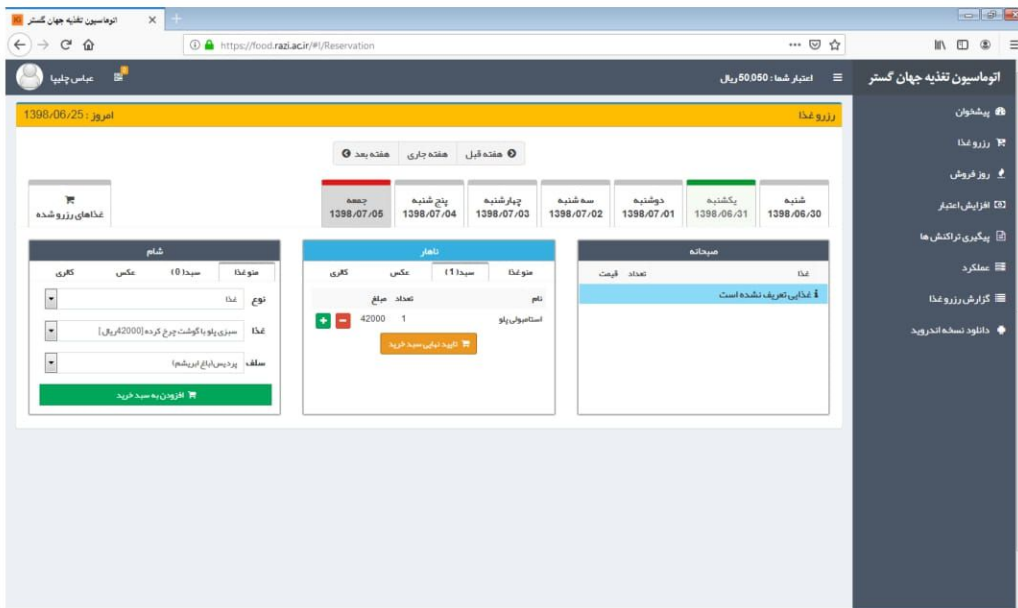 اتوماسیون تغذیه جهان گستر
https://food.razi.ac.ir/#!/Reservation
اتوماسیون تغذیه جهان گستر
اعتبار شما : 50,050 ریال
عباس چلیپا
پیشخوان
رزرو غذا
روز فروش
افزایش اعتبار
پیگیری تراکنش ها
عملکرد
گزارش رزرو غذا
دانلود نسخه اندروید
رزرو غذا
امروز : 1398/06/25
هفته قبل
هفته جاری
هفته بعد
شنبه
1398/06/30
یکشنبه
1398/06/31
دوشنبه
1398/07/01
سه شنبه
1398/07/02
چهارشنبه
1398/07/03
پنج شنبه
1398/07/04
جمعه
1398/07/05
غذاهای رزرو شده
صبحانه
غذا تعداد قیمت
غذایی تعریف نشده است
ناهار
منو غذا سبد( 1 ) عکس کالری
نام تعداد مبلغ
استامبولی پلو 1 42000
تایید نهایی سبد خرید
شام
منو غذا سبد( 0 ) عکس کالری
نوع غذا
غذا سبزی پلو با گوشت چرخ کرده [42000ریال]
سلف پردیس(باغ ابریشم)
افزودن به سبد خرید